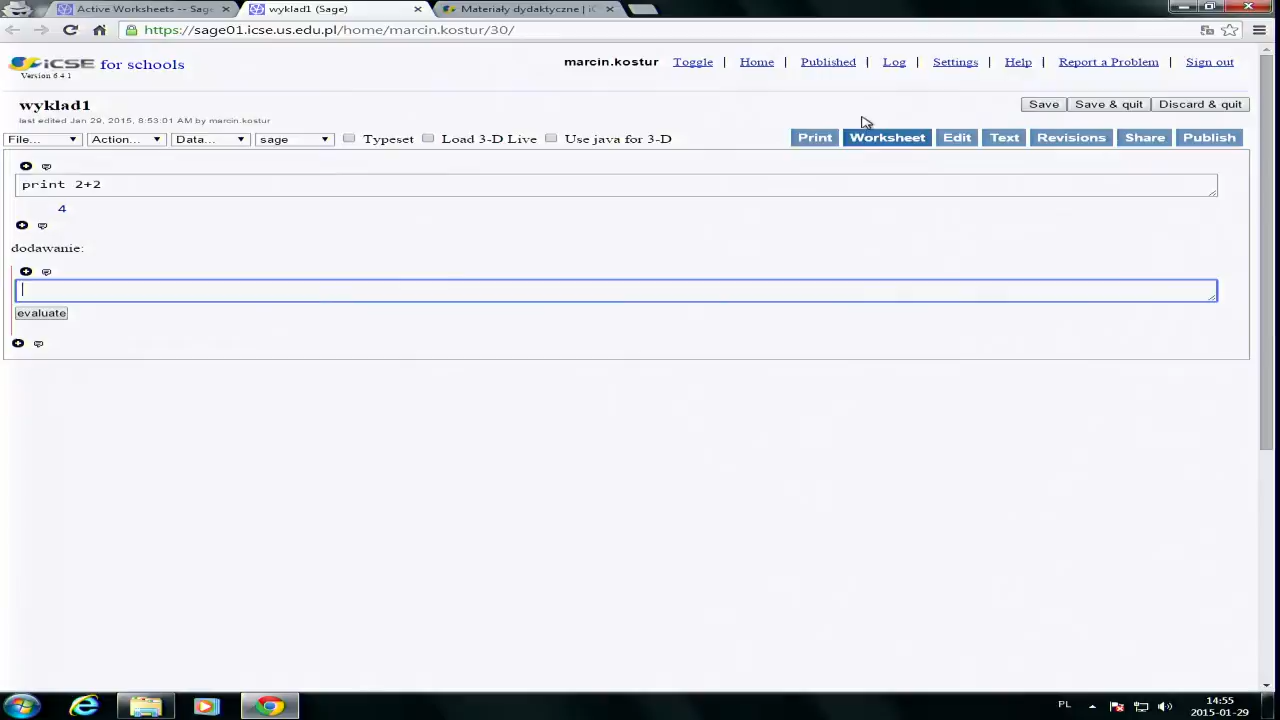 Active Worksheets -- Sage
wyklad1 (Sage)
Materiały dydaktyczne | iC
https://sage01.icse.us.edu.pl/home/marcin.kostur/30/
iCSE for schools
Version 6.4.1
marcin.kostur Toggle | Home | Published | Log | Settings | Help | Report a Problem | Sign out
wyklad1
last edited Jan 29, 2015, 8:53:01 AM by marcin.kostur
Save Save & quit Discard & quit
File... Action... Data... sage Typeset Load 3-D Live Use java for 3-D
Print Worksheet Edit Text Revisions Share Publish
print 2+2
4
dodawanie:
evaluate
PL
14:55
2015-01-29